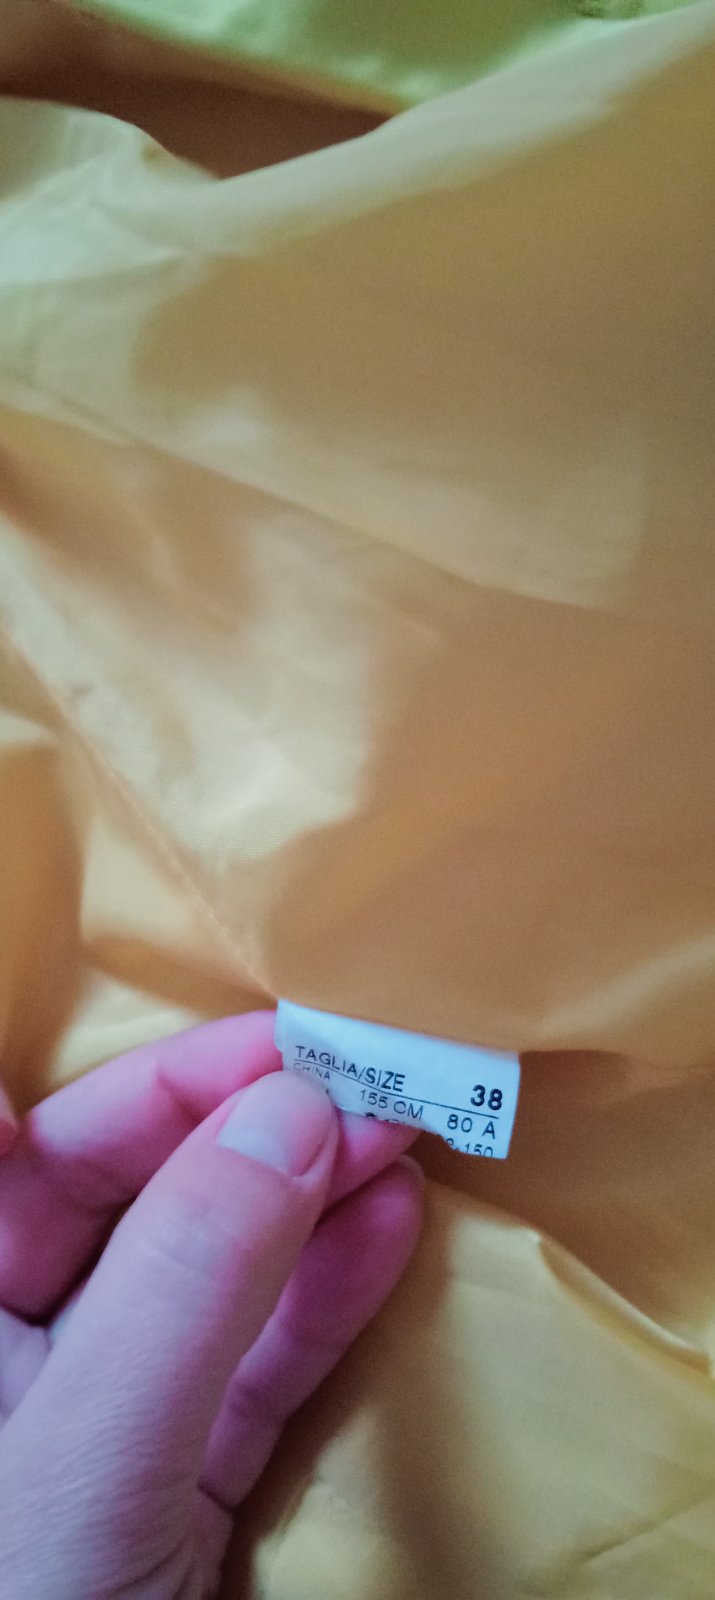 TAGLIA/SIZE 38
CHINA 155 CM 80 A